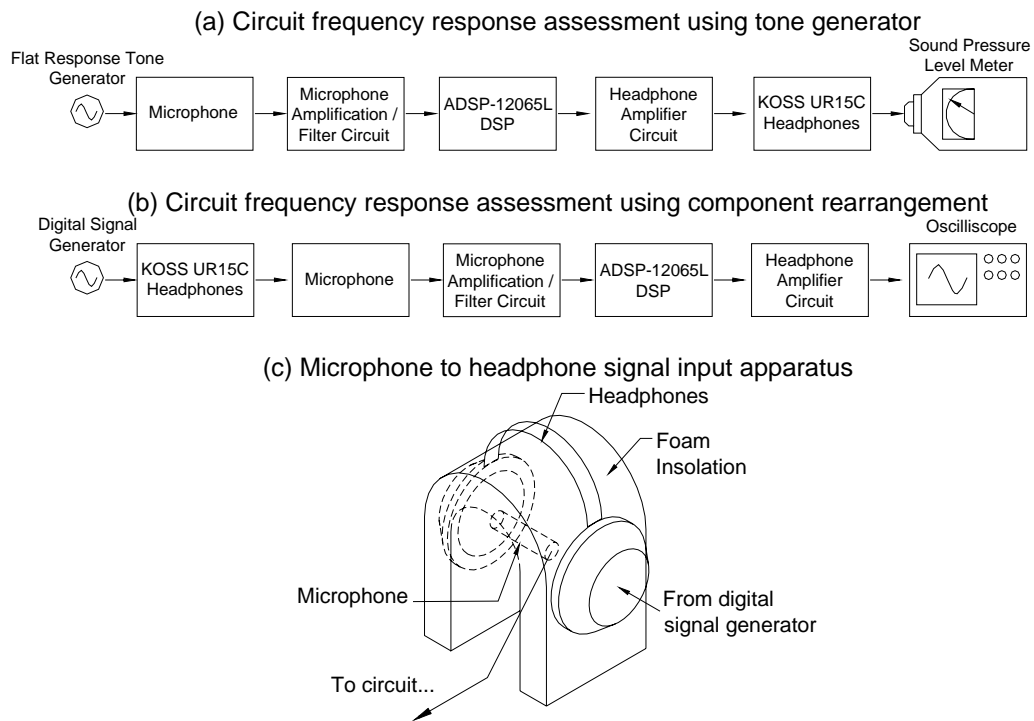 (a) Circuit frequency response assessment using tone generator
Flat Response Tone
Generator
Microphone
Microphone
Amplification /
Filter Circuit
ADSP-12065L
DSP
Headphone
Amplifier
Circuit
KOSS UR15C
Headphones
Sound Pressure
Level Meter
(b) Circuit frequency response assessment using component rearrangement
Digital Signal
Generator
KOSS UR15C
Headphones
Microphone
Microphone
Amplification /
Filter Circuit
ADSP-12065L
DSP
Headphone
Amplifier
Circuit
Oscilliscope
(c) Microphone to headphone signal input apparatus
Headphones
Foam
Insolation
Microphone
From digital
signal generator
To circuit...